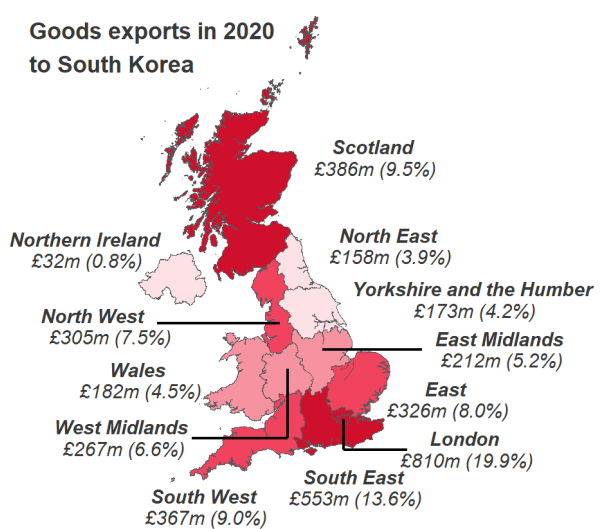 Goods exports in 2020
to South Korea
Scotland
£386m (9.5%)
Northern Ireland
£32m (0.8%)
North East
£158m (3.9%)
Yorkshire and the Humber
£173m (4.2%)
North West
£305m (7.5%)
East Midlands
£212m (5.2%)
Wales
£182m (4.5%)
East
£326m (8.0%)
West Midlands
£267m (6.6%)
London
£810m (19.9%)
South East
£553m (13.6%)
South West
£367m (9.0%)